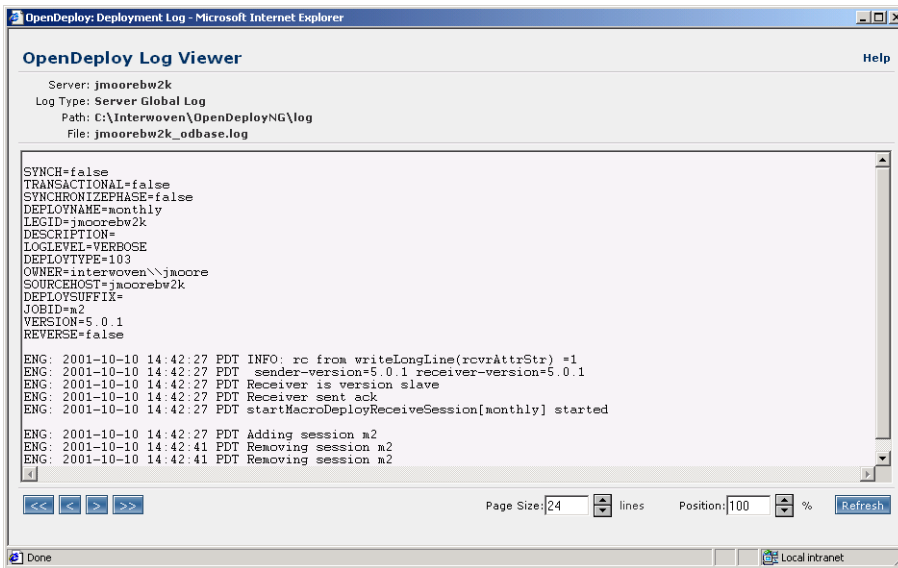 OpenDeploy: Deployment Log - Microsoft Internet Explorer
OpenDeploy Log Viewer
Help
Server: jmoorebw2k
Log Type: Server Global Log
Path: C:\Interwoven\OpenDeployNG\log
File: jmoorebw2k_odbase.log
SYNCH=false
TRANSACTIONAL=false
SYNCHRONIZEPHASE=false
DEPLOYNAME=monthly
LEGID=jmoorebw2k
DESCRIPTION=
LOGLEVEL=VERBOSE
DEPLOYTYPE=103
OWNER=interwoven\\jmoore
SOURCEHOST=jmoorebw2k
DEPLOYSUFFIX=
JOBID=m2
VERSION=5.0.1
REVERSE=false
ENG: 2001-10-10 14:42:27 PDT INFO: rc from writeLongLine(rcvrAttrStr) =1
ENG: 2001-10-10 14:42:27 PDT  sender-version=5.0.1 receiver-version=5.0.1
ENG: 2001-10-10 14:42:27 PDT Receiver is version slave
ENG: 2001-10-10 14:42:27 PDT Receiver sent ack
ENG: 2001-10-10 14:42:27 PDT startMacroDeployReceiveSession[monthly] started
ENG: 2001-10-10 14:42:27 PDT Adding session m2
ENG: 2001-10-10 14:42:41 PDT Removing session m2
ENG: 2001-10-10 14:42:41 PDT Removing session m2
<< < > >> Page Size: 24 lines Position: 100 % Refresh
Done Local intranet